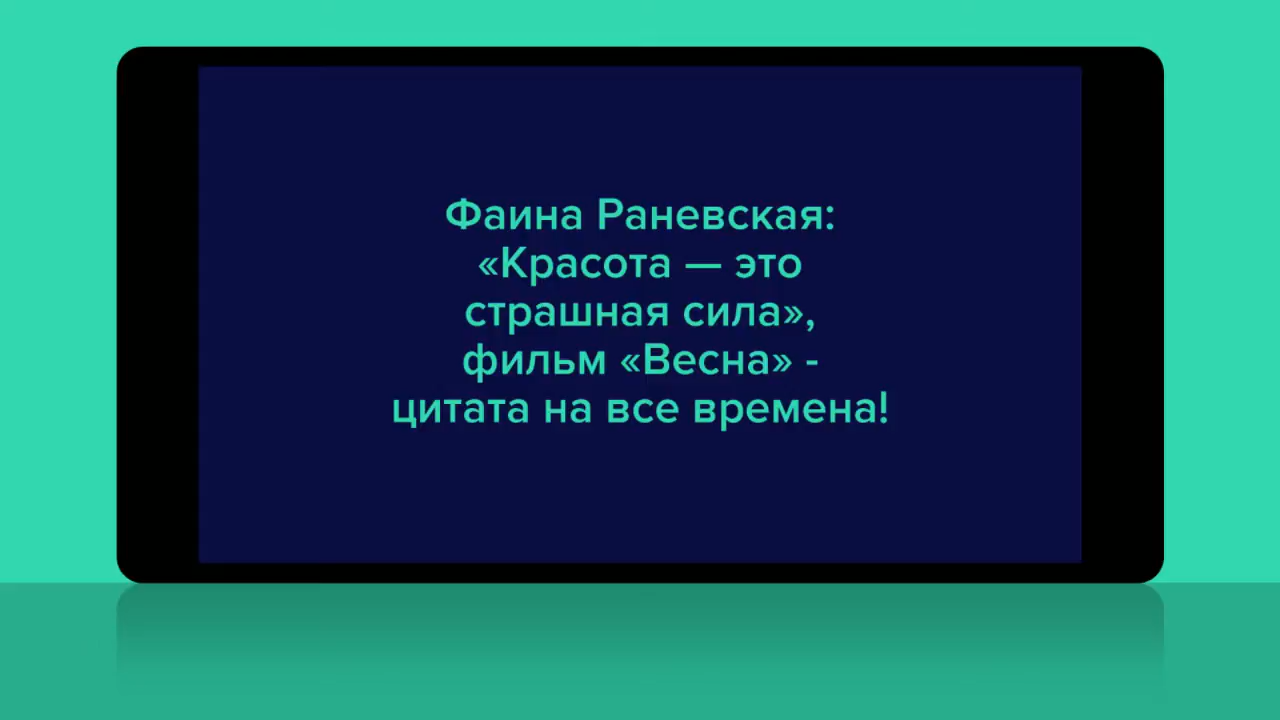 Фаина Раневская:
«Красота — это
страшная сила»,
фильм «Весна» -
цитата на все времена!